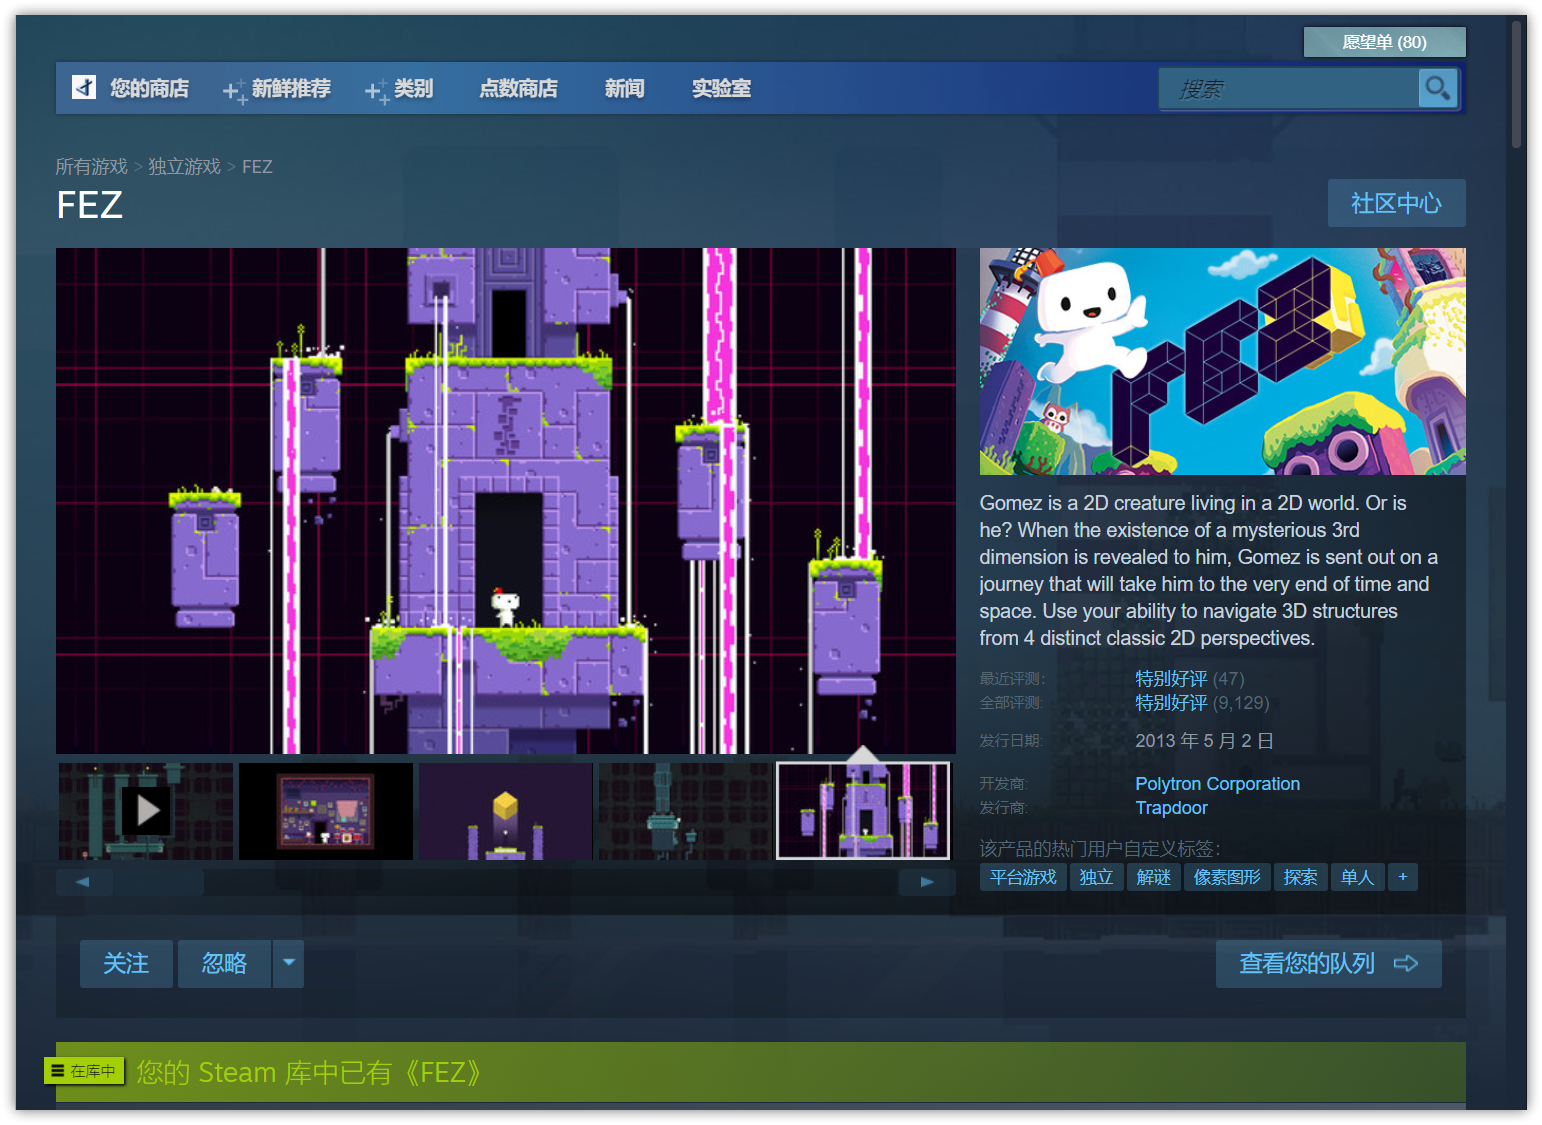 愿望单 (80)
您的商店 新鲜推荐 类别 点数商店 新闻 实验室 搜索
所有游戏 > 独立游戏 > FEZ
FEZ
社区中心
FEZ
Gomez is a 2D creature living in a 2D world. Or is
he? When the existence of a mysterious 3rd
dimension is revealed to him, Gomez is sent out on a
journey that will take him to the very end of time and
space. Use your ability to navigate 3D structures
from 4 distinct classic 2D perspectives.
最近评测: 特别好评 (47)
全部评测: 特别好评 (9,129)
发行日期: 2013 年 5 月 2 日
开发商: Polytron Corporation
发行商: Trapdoor
该产品的热门用户自定义标签:
平台游戏 独立 解谜 像素图形 探索 单人 +
关注 忽略 查看您的队列
在库中 您的 Steam 库中已有《FEZ》